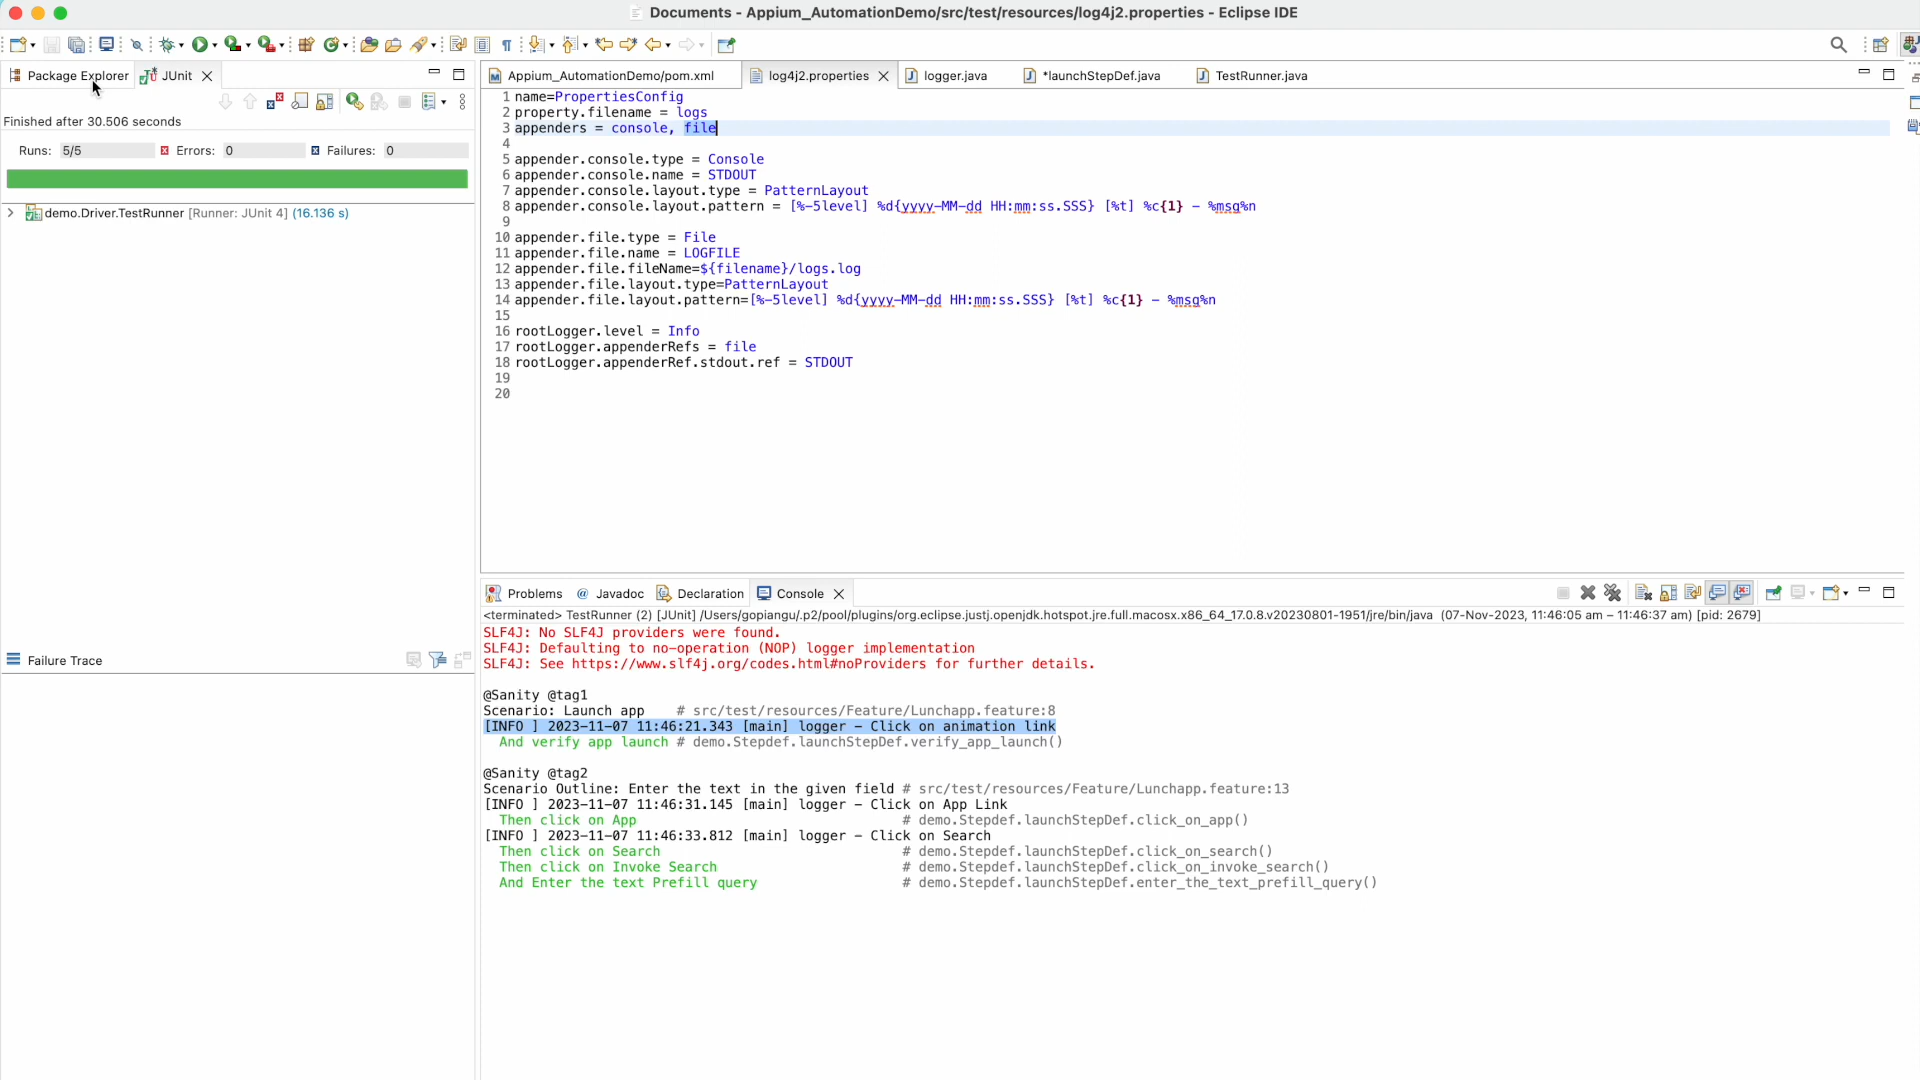 Documents - Appium_AutomationDemo/src/test/resources/log4j2.properties - Eclipse IDE
Package Explorer
JUnit
Finished after 30.506 seconds
Runs: 5/5 Errors: 0 Failures: 0
demo.Driver.TestRunner [Runner: JUnit 4] (16.136 s)
Failure Trace
Appium_AutomationDemo/pom.xml
log4j2.properties
logger.java
*launchStepDef.java
TestRunner.java
1 name=PropertiesConfig
2 property.filename = logs
3 appenders = console, file
4
5 appender.console.type = Console
6 appender.console.name = STDOUT
7 appender.console.layout.type = PatternLayout
8 appender.console.layout.pattern = [%-5level] %d{yyyy-MM-dd HH:mm:ss.SSS} [%t] %c{1} - %msg%n
9
10 appender.file.type = File
11 appender.file.name = LOGFILE
12 appender.file.fileName=${filename}/logs.log
13 appender.file.layout.type=PatternLayout
14 appender.file.layout.pattern=[%-5level] %d{yyyy-MM-dd HH:mm:ss.SSS} [%t] %c{1} - %msg%n
15
16 rootLogger.level = Info
17 rootLogger.appenderRefs = file
18 rootLogger.appenderRef.stdout.ref = STDOUT
19
20
Problems @ Javadoc Declaration Console
<terminated> TestRunner (2) [JUnit] /Users/gopiangu/.p2/pool/plugins/org.eclipse.justj.openjdk.hotspot.jre.full.macosx.x86_64_17.0.8.v20230801-1951/jre/bin/java (07-Nov-2023, 11:46:05 am – 11:46:37 am) [pid: 2679]
SLF4J: No SLF4J providers were found.
SLF4J: Defaulting to no-operation (NOP) logger implementation
SLF4J: See https://www.slf4j.org/codes.html#noProviders for further details.
@Sanity @tag1
Scenario: Launch app # src/test/resources/Feature/Lunchapp.feature:8
[INFO ] 2023-11-07 11:46:21.343 [main] logger - Click on animation link
And verify app launch # demo.Stepdef.launchStepDef.verify_app_launch()
@Sanity @tag2
Scenario Outline: Enter the text in the given field # src/test/resources/Feature/Lunchapp.feature:13
[INFO ] 2023-11-07 11:46:31.145 [main] logger - Click on App Link
Then click on App # demo.Stepdef.launchStepDef.click_on_app()
[INFO ] 2023-11-07 11:46:33.812 [main] logger - Click on Search
Then click on Search # demo.Stepdef.launchStepDef.click_on_search()
Then click on Invoke Search # demo.Stepdef.launchStepDef.click_on_invoke_search()
And Enter the text Prefill query # demo.Stepdef.launchStepDef.enter_the_text_prefill_query()